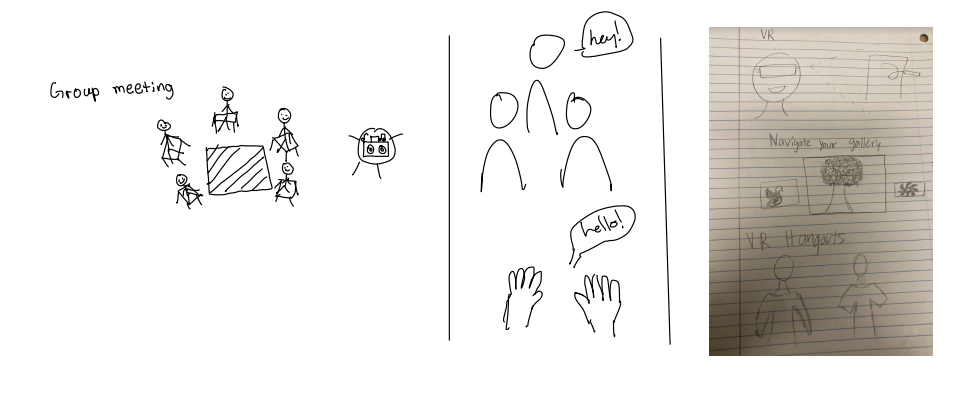 Group meeting
hey!
hello!
VR
Navigate your gallery
VR Hangouts